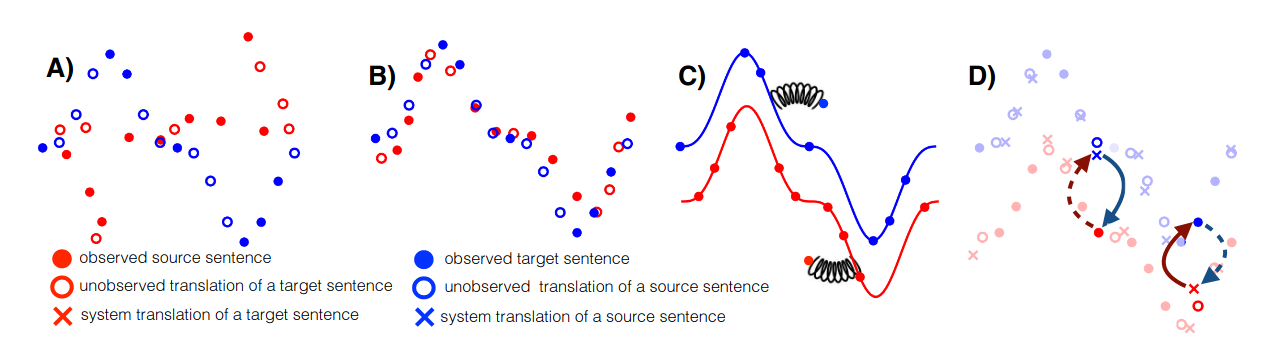 A)
B)
C)
D)
observed source sentence
unobserved translation of a target sentence
system translation of a target sentence
observed target sentence
unobserved translation of a source sentence
system translation of a source sentence